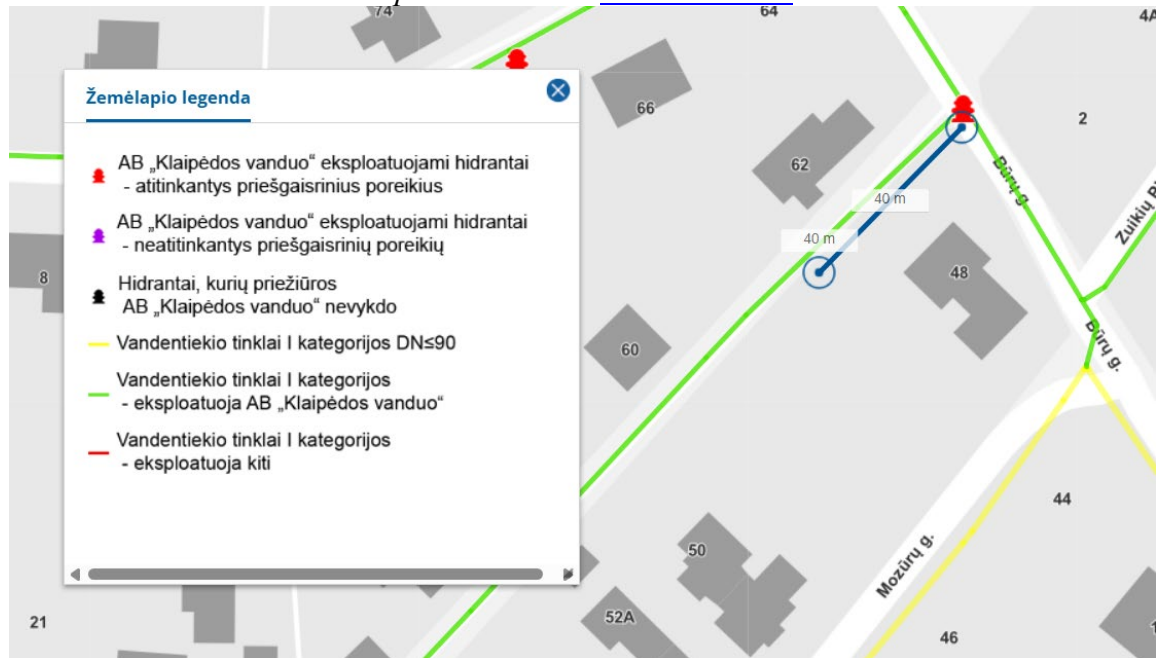 74
64
4A
66
2
62
Būrų g.
Zuikių
40 m
40 m
8
48
60
Būrų g.
44
Mozūrų g.
50
52A
21
46
Žemėlapio legenda
AB „Klaipėdos vanduo“ eksploatuojami hidrantai
- atitinkantys priešgaisrinius poreikius
AB „Klaipėdos vanduo“ eksploatuojami hidrantai
- neatitinkantys priešgaisrinių poreikių
Hidrantai, kurių priežiūros
AB „Klaipėdos vanduo“ nevykdo
Vandentiekio tinklai I kategorijos DN≤90
Vandentiekio tinklai I kategorijos
- eksploatuoja AB „Klaipėdos vanduo“
Vandentiekio tinklai I kategorijos
- eksploatuoja kiti